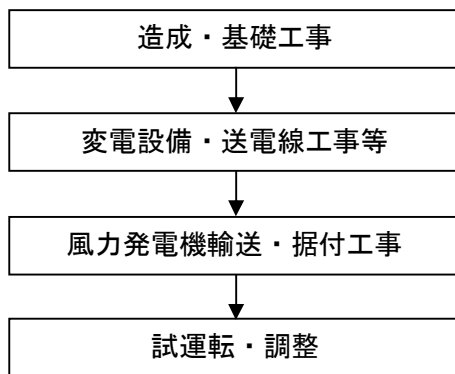 造成・基礎工事
変電設備・送電線工事等
風力発電機輸送・据付工事
試運転・調整